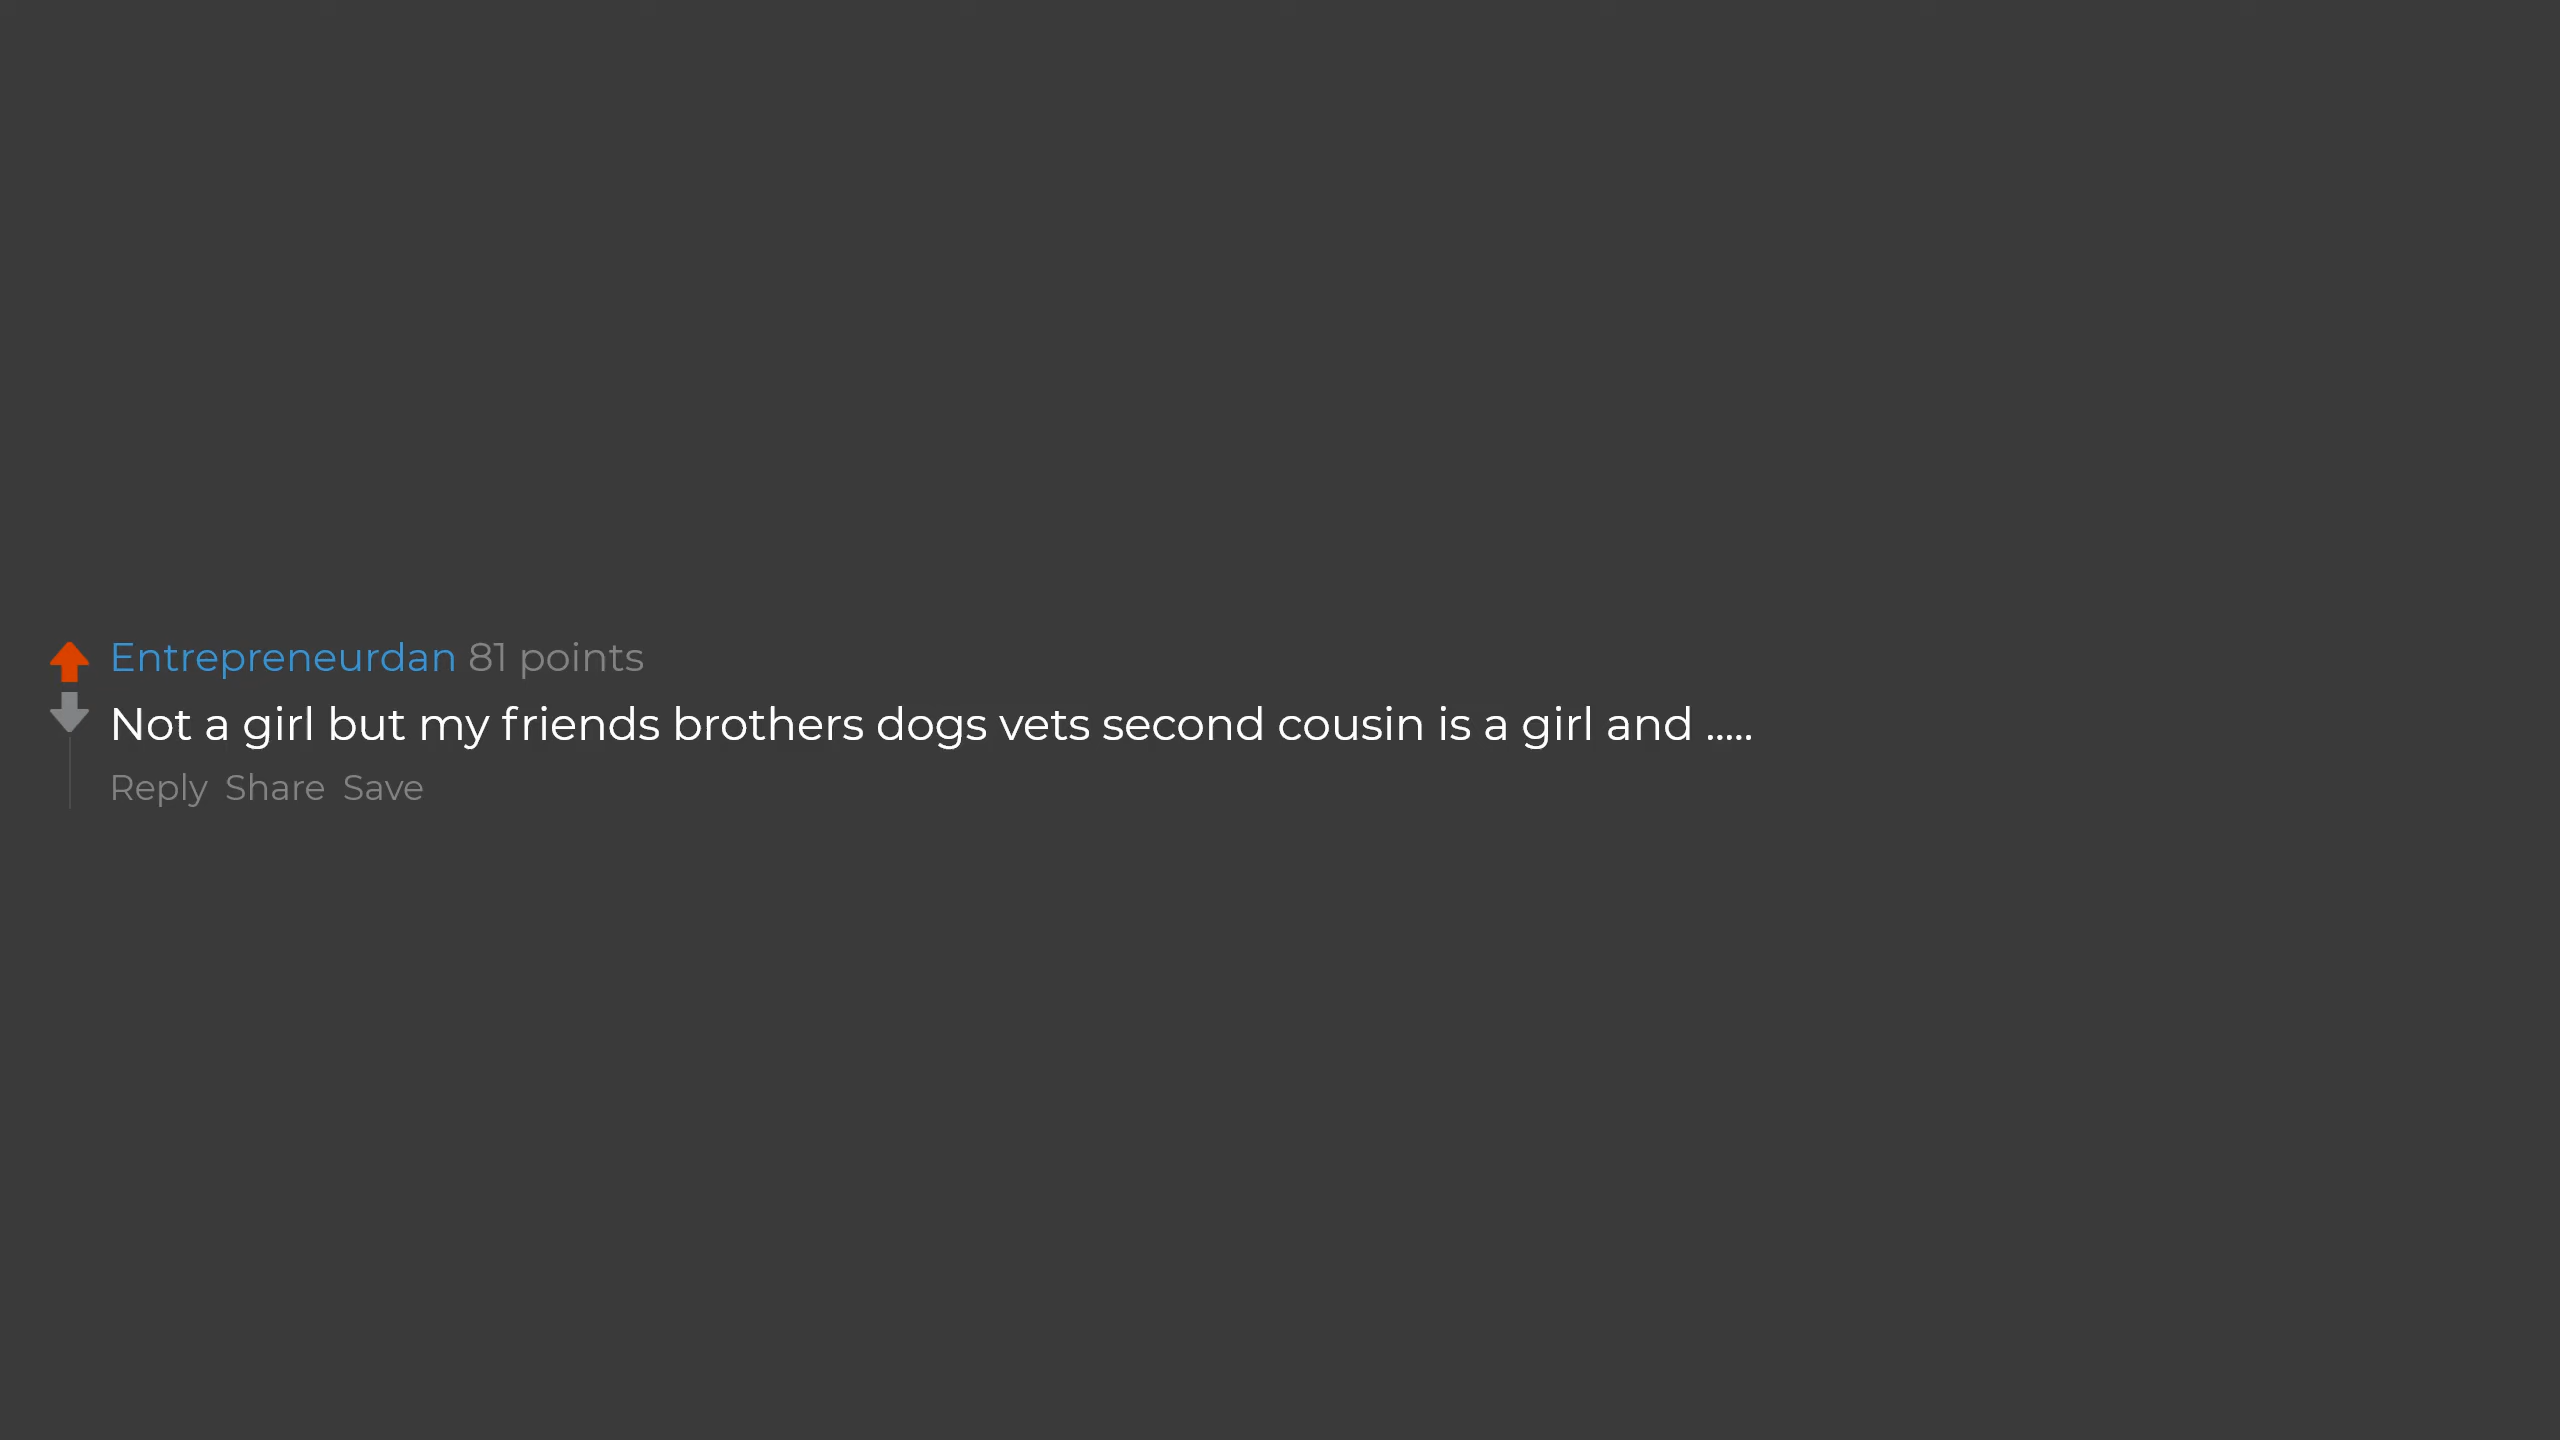 Entrepreneurdan 81 points
Not a girl but my friends brothers dogs vets second cousin is a girl and .....
Reply Share Save